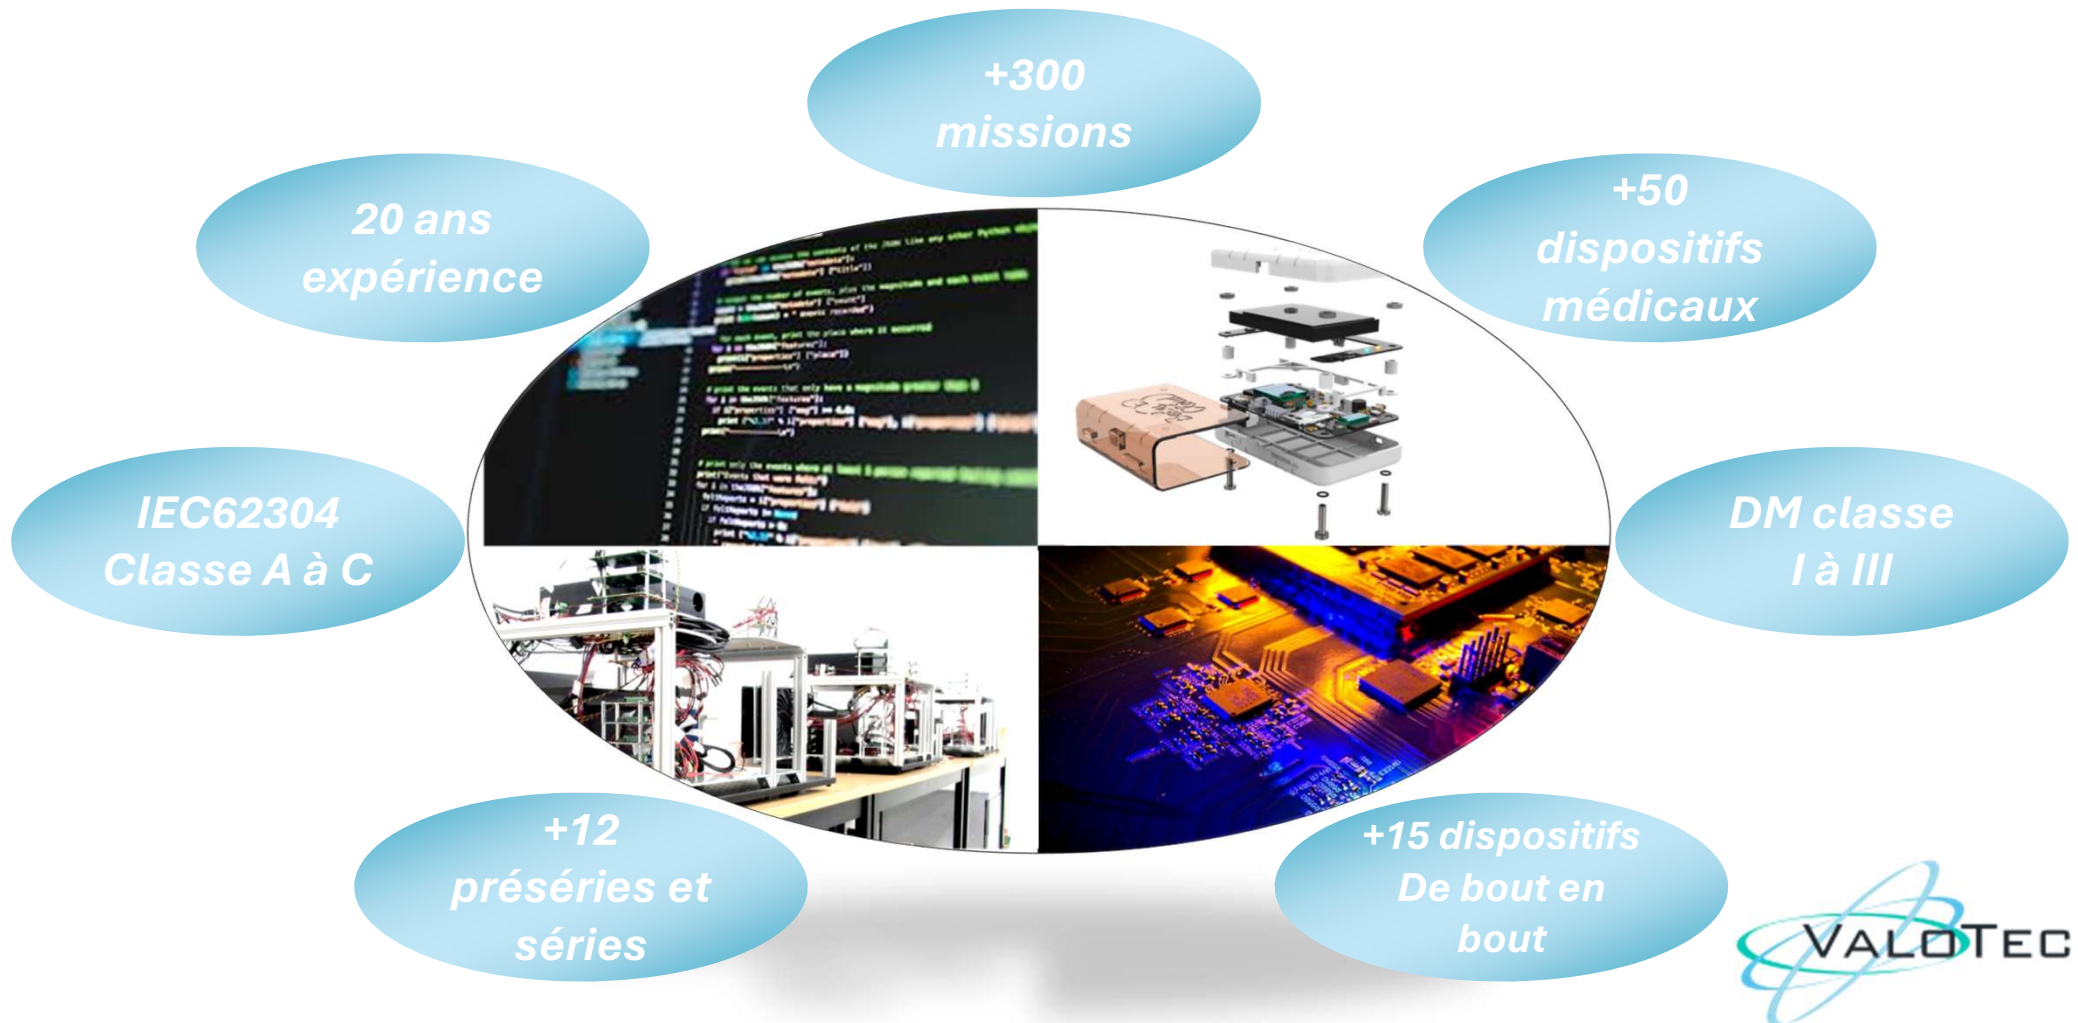 +300
missions
20 ans
expérience
+50
dispositifs
médicaux
IEC62304
Classe A à C
DM classe
I à III
+12
préséries et
séries
+15 dispositifs
De bout en
bout
VALOTEC